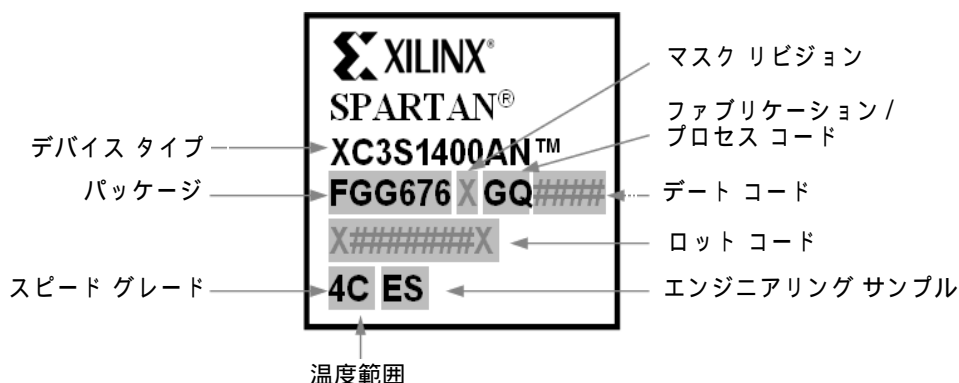 XILINX®
SPARTAN®
XC3S1400AN™
FGG676 X GQ####
X#######X
4C ES
デバイス タイプ
パッケージ
スピード グレード
温度範囲
マスク リビジョン
ファブリケーション /
プロセス コード
デート コード
ロット コード
エンジニアリング サンプル